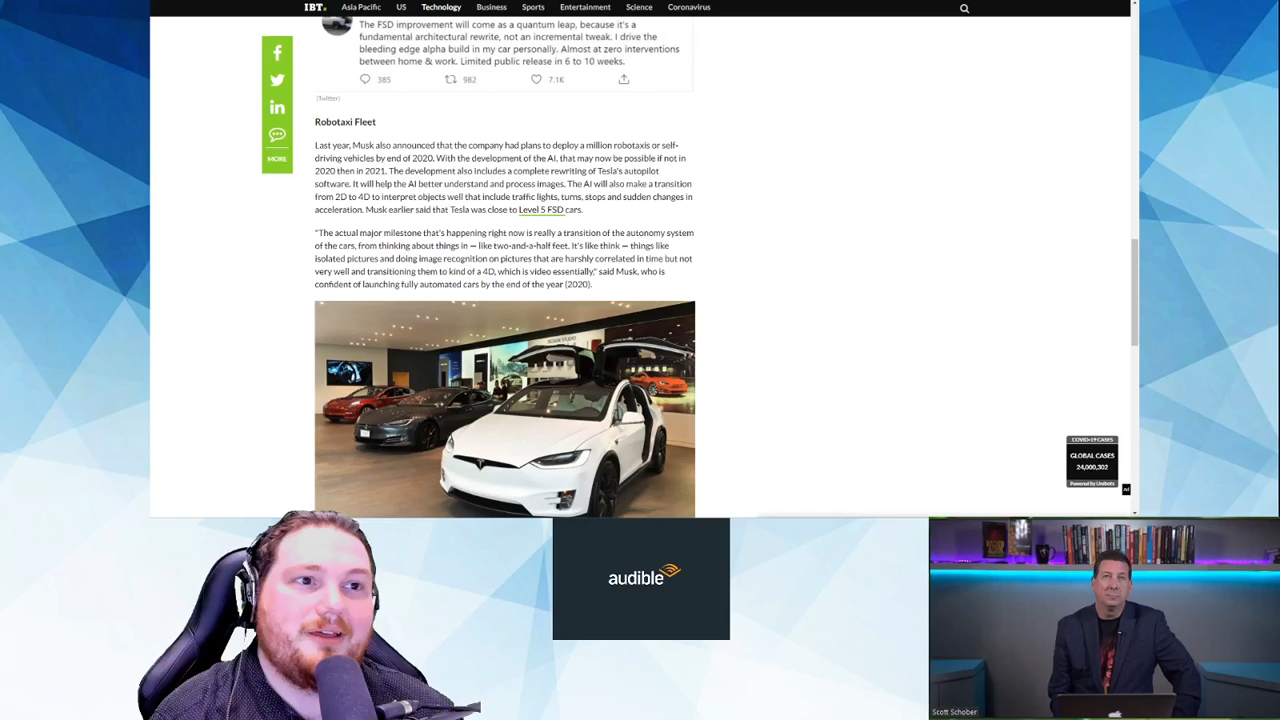 IBT.
Asia Pacific
US
Technology
Business
Sports
Entertainment
Science
Coronavirus
The FSD improvement will come as a quantum leap, because it's a
fundamental architectural rewrite, not an incremental tweak. I drive the
bleeding edge alpha build in my car personally. Almost at zero interventions
between home & work. Limited public release in 6 to 10 weeks.
385
982
7.1K
(Twitter)
MORE
Robotaxi Fleet
Last year, Musk also announced that the company had plans to deploy a million robotaxis or self-
driving vehicles by end of 2020. With the development of the AI, that may now be possible if not in
2020 then in 2021. The development also includes a complete rewriting of Tesla's autopilot
software. It will help the AI better understand and process images. The AI will also make a transition
from 2D to 4D to interpret objects well that include traffic lights, turns, stops and sudden changes in
acceleration. Musk earlier said that Tesla was close to Level 5 FSD cars.
"The actual major milestone that's happening right now is really a transition of the autonomy system
of the cars, from thinking about things in — like two-and-a-half feet. It's like think — things like
isolated pictures and doing image recognition on pictures that are harshly correlated in time but not
very well and transitioning them to kind of a 4D, which is video essentially," said Musk, who is
confident of launching fully automated cars by the end of the year (2020).
DESIGN STUDIO
COVID-19 CASES
GLOBAL CASES
24,000,302
Powered By Unibots
Ad
audible
Scott Schober